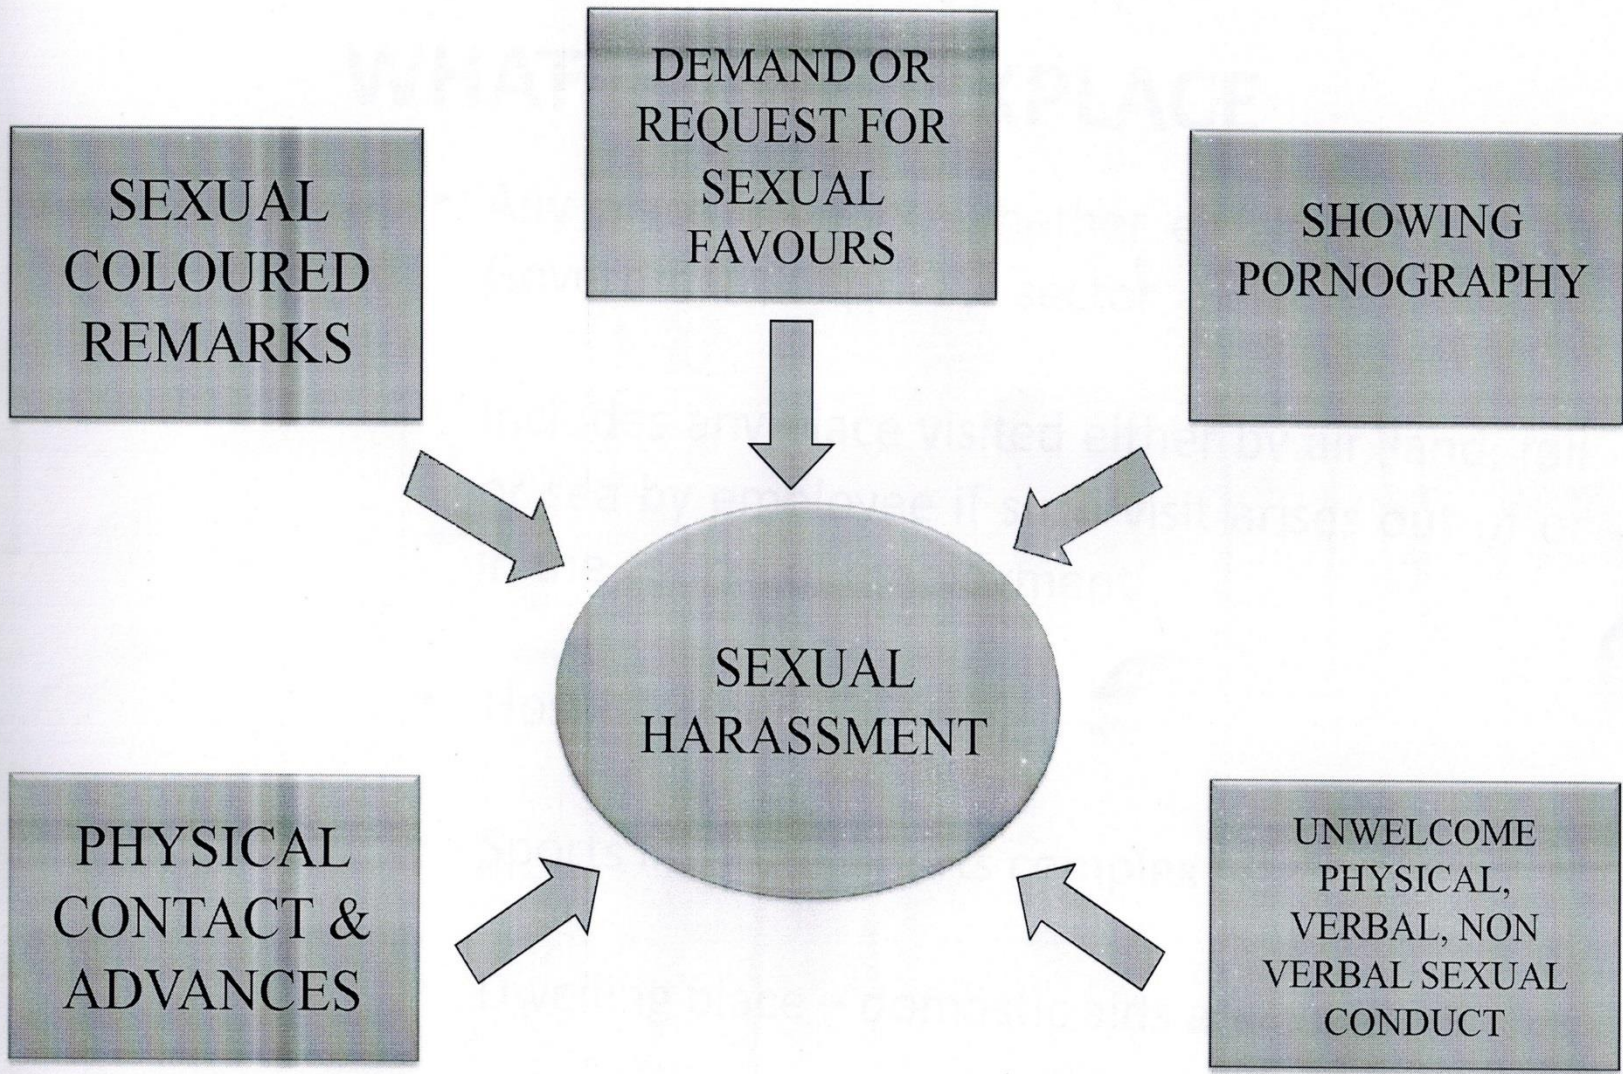 DEMAND OR
REQUEST FOR
SEXUAL
FAVOURS
SEXUAL
COLOURED
REMARKS
SHOWING
PORNOGRAPHY
SEXUAL
HARASSMENT
PHYSICAL
CONTACT &
ADVANCES
UNWELCOME
PHYSICAL,
VERBAL, NON
VERBAL SEXUAL
CONDUCT